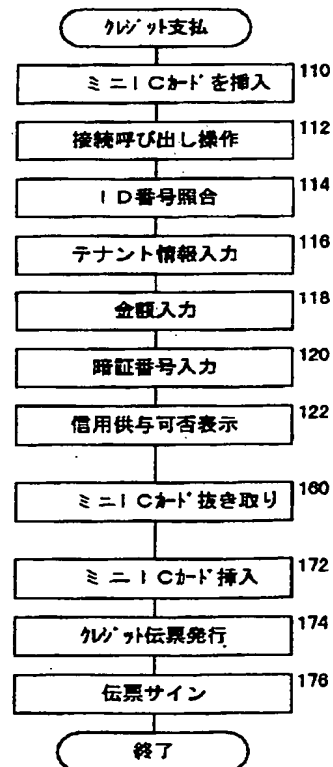 クレジット支払
ミニICカードを挿入
110
接続呼び出し操作
112
ID番号照合
114
テナント情報入力
116
金額入力
118
暗証番号入力
120
信用供与可否表示
122
ミニICカード抜き取り
160
ミニICカード挿入
172
クレジット伝票発行
174
伝票サイン
176
終了